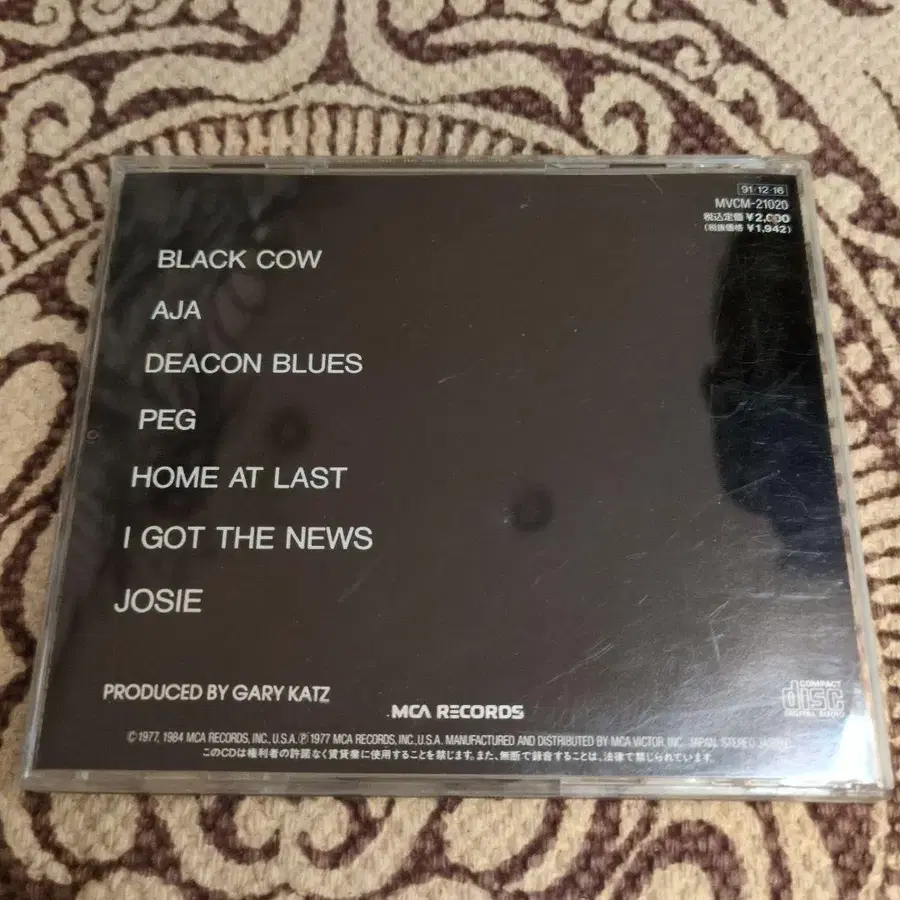 91·12·16
MVCM-21020
税込定価 ¥2,000
(税抜価格 ¥1,942)
BLACK COW
AJA
DEACON BLUES
PEG
HOME AT LAST
I GOT THE NEWS
JOSIE
PRODUCED BY GARY KATZ
MCA RECORDS
COMPACT
disc
DIGITAL AUDIO
©1977, 1984 MCA RECORDS, INC., U.S.A. ℗1977 MCA RECORDS, INC., U.S.A. MANUFACTURED AND DISTRIBUTED BY MCA VICTOR, INC. JAPAN. STEREO
このCDは権利者の許諾なく賃貸業に使用することを禁じます。また、無断で録音することは、法律で禁じられています。